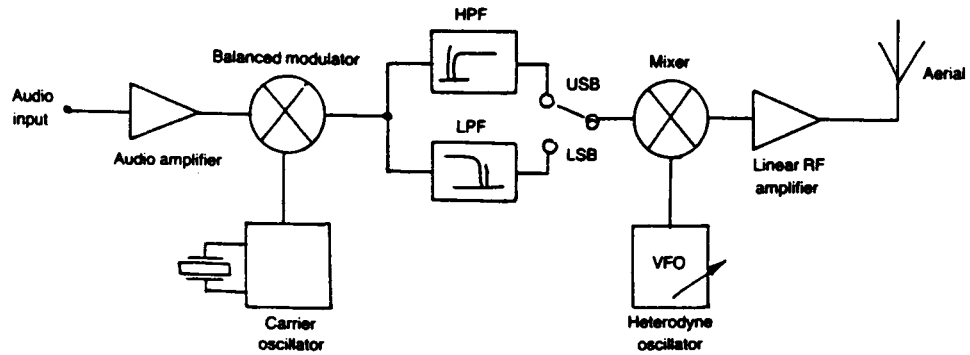 HPF
Balanced modulator
USB
Mixer
Aerial
Audio
input
LPF
Audio amplifier
LSB
Linear RF
amplifier
VFO
Carrier
oscillator
Heterodyne
oscillator